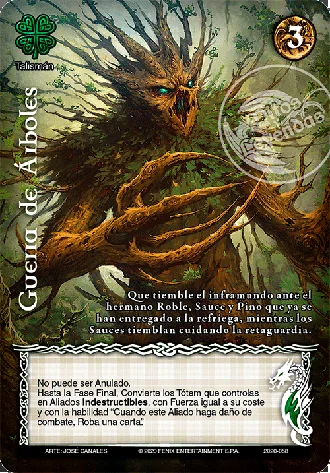 3
Talismán
Guerra de Árboles
Que tiemble el inframundo ante el
hermano Roble, Sauce y Pino que ya se
han entregado a la refriega, mientras los
Sauces tiemblan cuidando la retaguardia.
No puede ser Anulado.
Hasta la Fase Final, Convierte los Tótem que controlas
en Aliados Indestructibles, con Fuerza igual a su coste
y con la habilidad "Cuando este Aliado haga daño de
combate, Roba una carta".
ARTE: JOSE CANALES
© 2020 FENIX ENTERTAINMENT S.P.A.